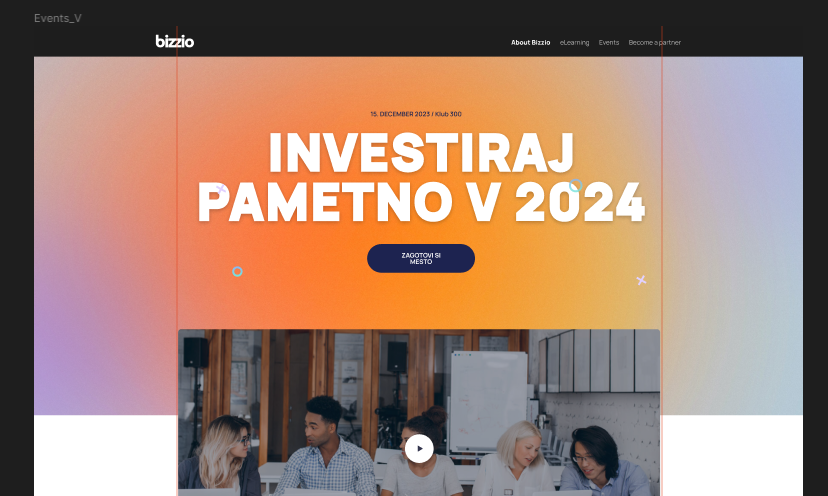 Events_V
bizzio
About Bizzio eLearning Events Become a partner
15. DECEMBER 2023 / Klub 300
INVESTIRAJ
PAMETNO V 2024
ZAGOTOVI SI
MESTO